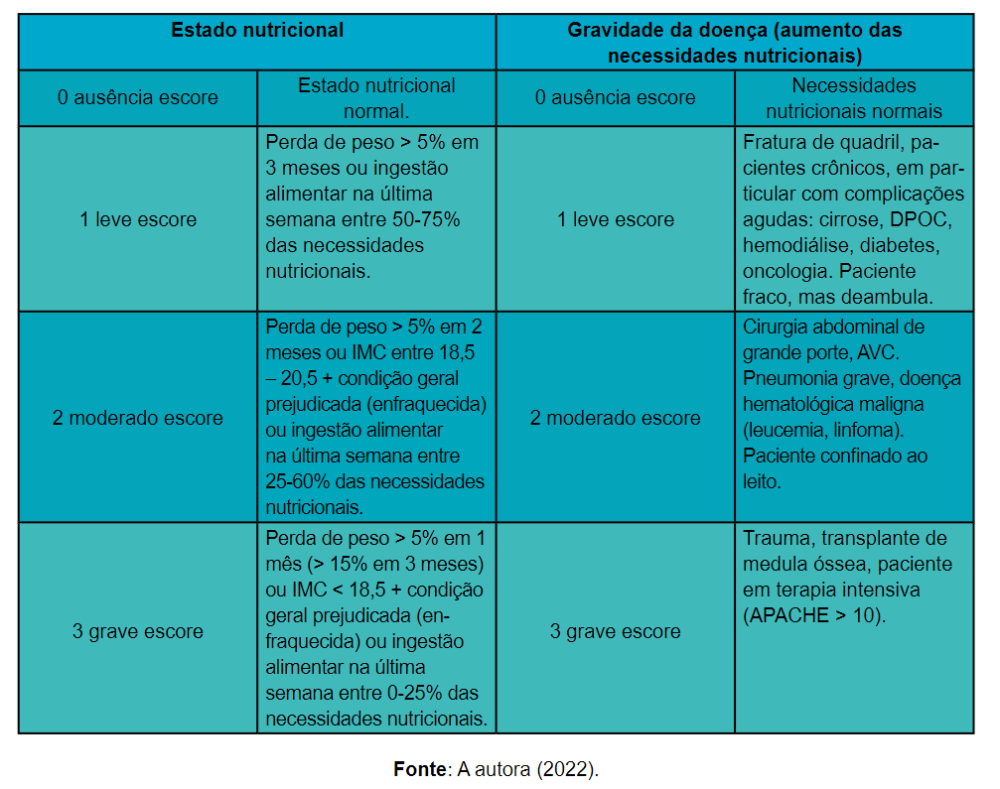 Estado nutricional
Gravidade da doença (aumento das
necessidades nutricionais)
0 ausência escore
Estado nutricional
normal.
0 ausência escore
Necessidades
nutricionais normais
1 leve escore
Perda de peso > 5% em
3 meses ou ingestão
alimentar na última
semana entre 50-75%
das necessidades
nutricionais.
1 leve escore
Fratura de quadril, pa-
cientes crônicos, em par-
ticular com complicações
agudas: cirrose, DPOC,
hemodiálise, diabetes,
oncologia. Paciente
fraco, mas deambula.
2 moderado escore
Perda de peso > 5% em 2
meses ou IMC entre 18,5
– 20,5 + condição geral
prejudicada (enfraquecida)
ou ingestão alimentar
na última semana entre
25-60% das necessidades
nutricionais.
2 moderado escore
Cirurgia abdominal de
grande porte, AVC.
Pneumonia grave, doença
hematológica maligna
(leucemia, linfoma).
Paciente confinado ao
leito.
3 grave escore
Perda de peso > 5% em 1
mês (> 15% em 3 meses)
ou IMC < 18,5 + condição
geral prejudicada (en-
fraquecida) ou ingestão
alimentar na última
semana entre 0-25% das
necessidades nutricionais.
3 grave escore
Trauma, transplante de
medula óssea, paciente
em terapia intensiva
(APACHE > 10).
Fonte: A autora (2022).